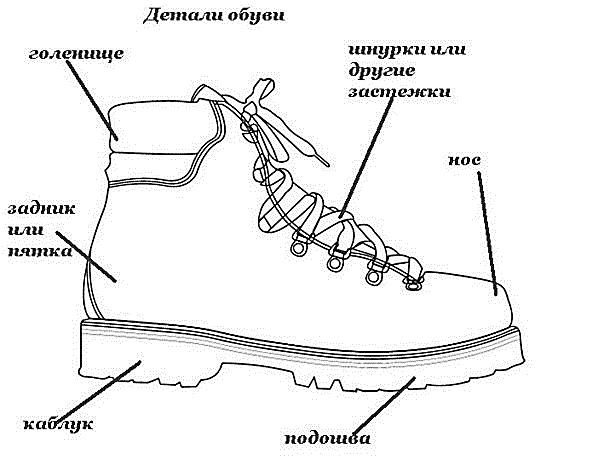 Детали обуви
голенище
шнурки или
другие
застежки
нос
задник
или
пятка
каблук
подошва